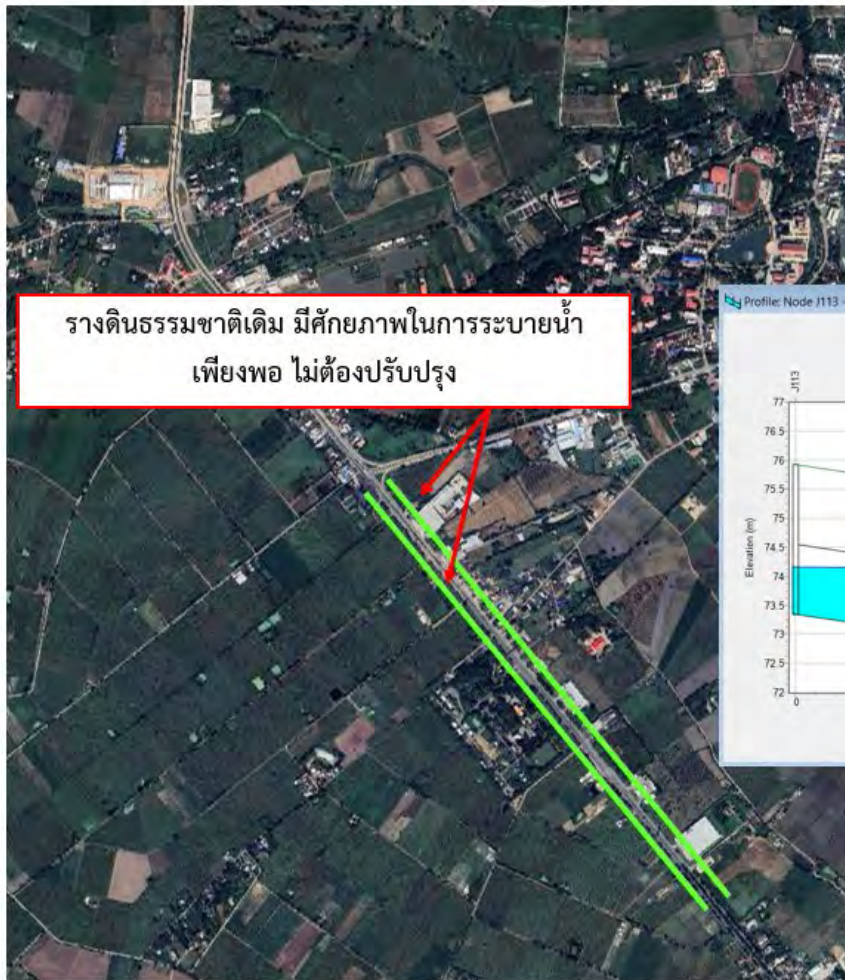 รางดินธรรมชาติเดิม มีศักยภาพในการระบายน้ำ
เพียงพอ ไม่ต้องปรับปรุง
Profile: Node J113 -
J113
Elevation (m)
77
76.5
76
75.5
75
74.5
74
73.5
73
72.5
72
0